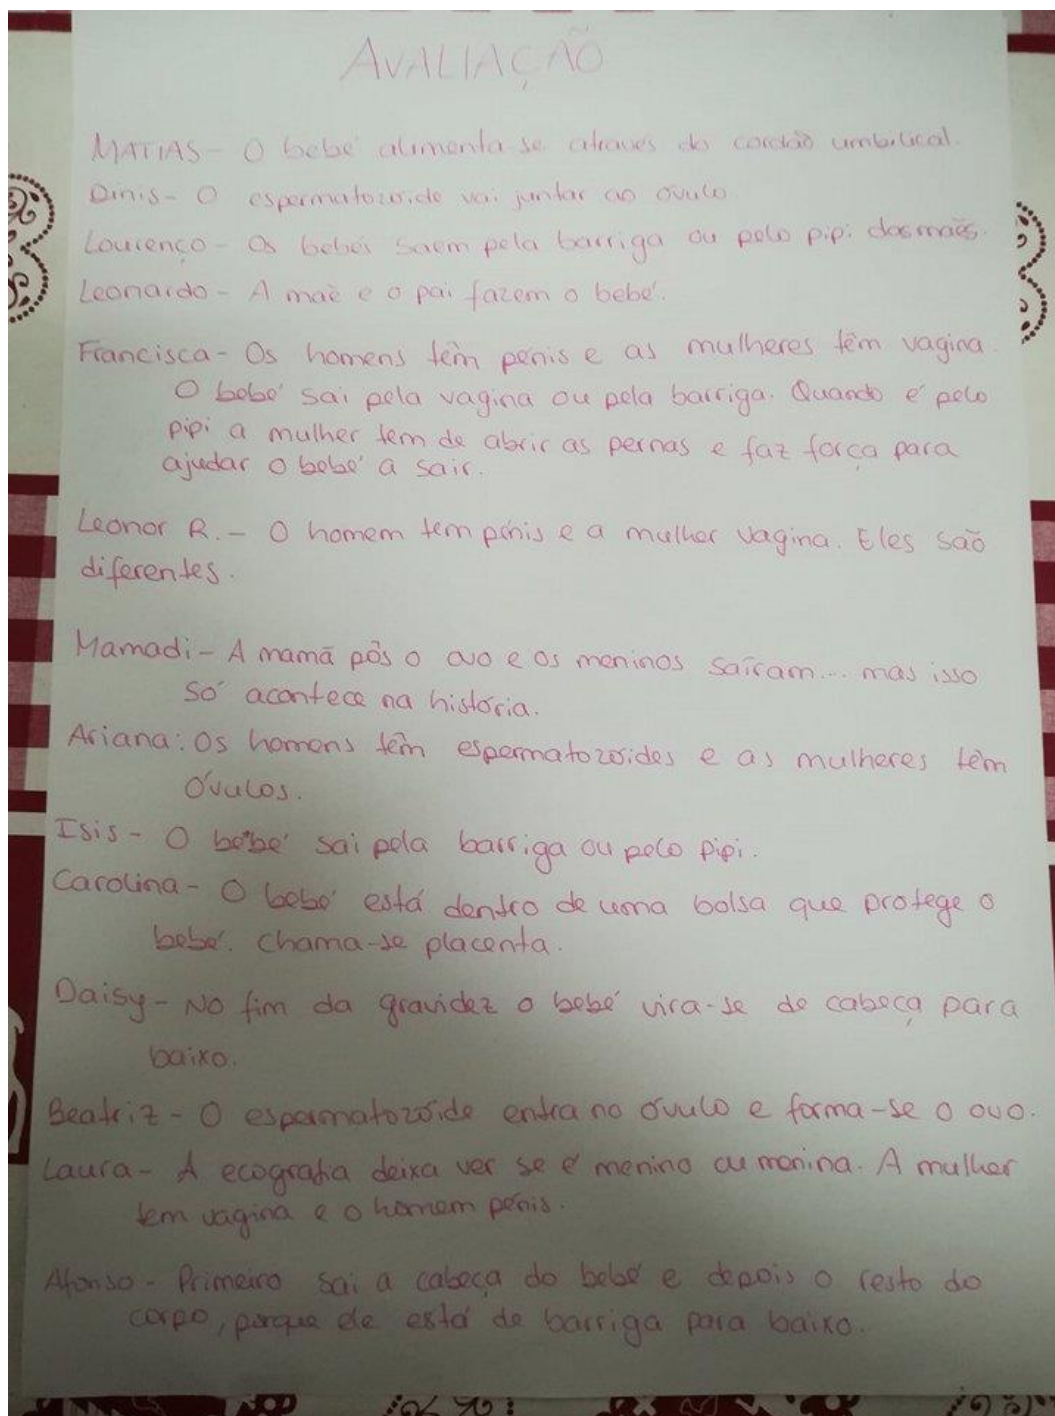 AVALIAÇÃO
MATIAS - O bebé alimenta-se através do cordão umbilical.
Dinis - O espermatozoide vai juntar ao óvulo.
Lourenço - Os bebés saem pela barriga ou pelo pipi das mães.
Leonardo - A mãe e o pai fazem o bebé.
Francisca - Os homens têm pénis e as mulheres têm vagina.
O bebé sai pela vagina ou pela barriga. Quando é pelo
pipi a mulher tem de abrir as pernas e faz força para
ajudar o bebé a sair.
Leonor R. - O homem tem pénis e a mulher vagina. Eles são
diferentes.
Mamadi - A mamã pôs o ovo e os meninos saíram... mas isso
só acontece na história.
Ariana: Os homens têm espermatozoides e as mulheres têm
óvulos.
Isis - O bebé sai pela barriga ou pelo pipi.
Carolina - O bebé está dentro de uma bolsa que protege o
bebé. Chama-se placenta.
Daisy - No fim da gravidez o bebé vira-se de cabeça para
baixo.
Beatriz - O espermatozóide entra no óvulo e forma-se o ovo.
Laura - A ecografia deixa ver se é menino ou menina. A mulher
tem vagina e o homem pénis.
Afonso - Primeiro sai a cabeça do bebé e depois o resto do
corpo, porque ele está de barriga para baixo.